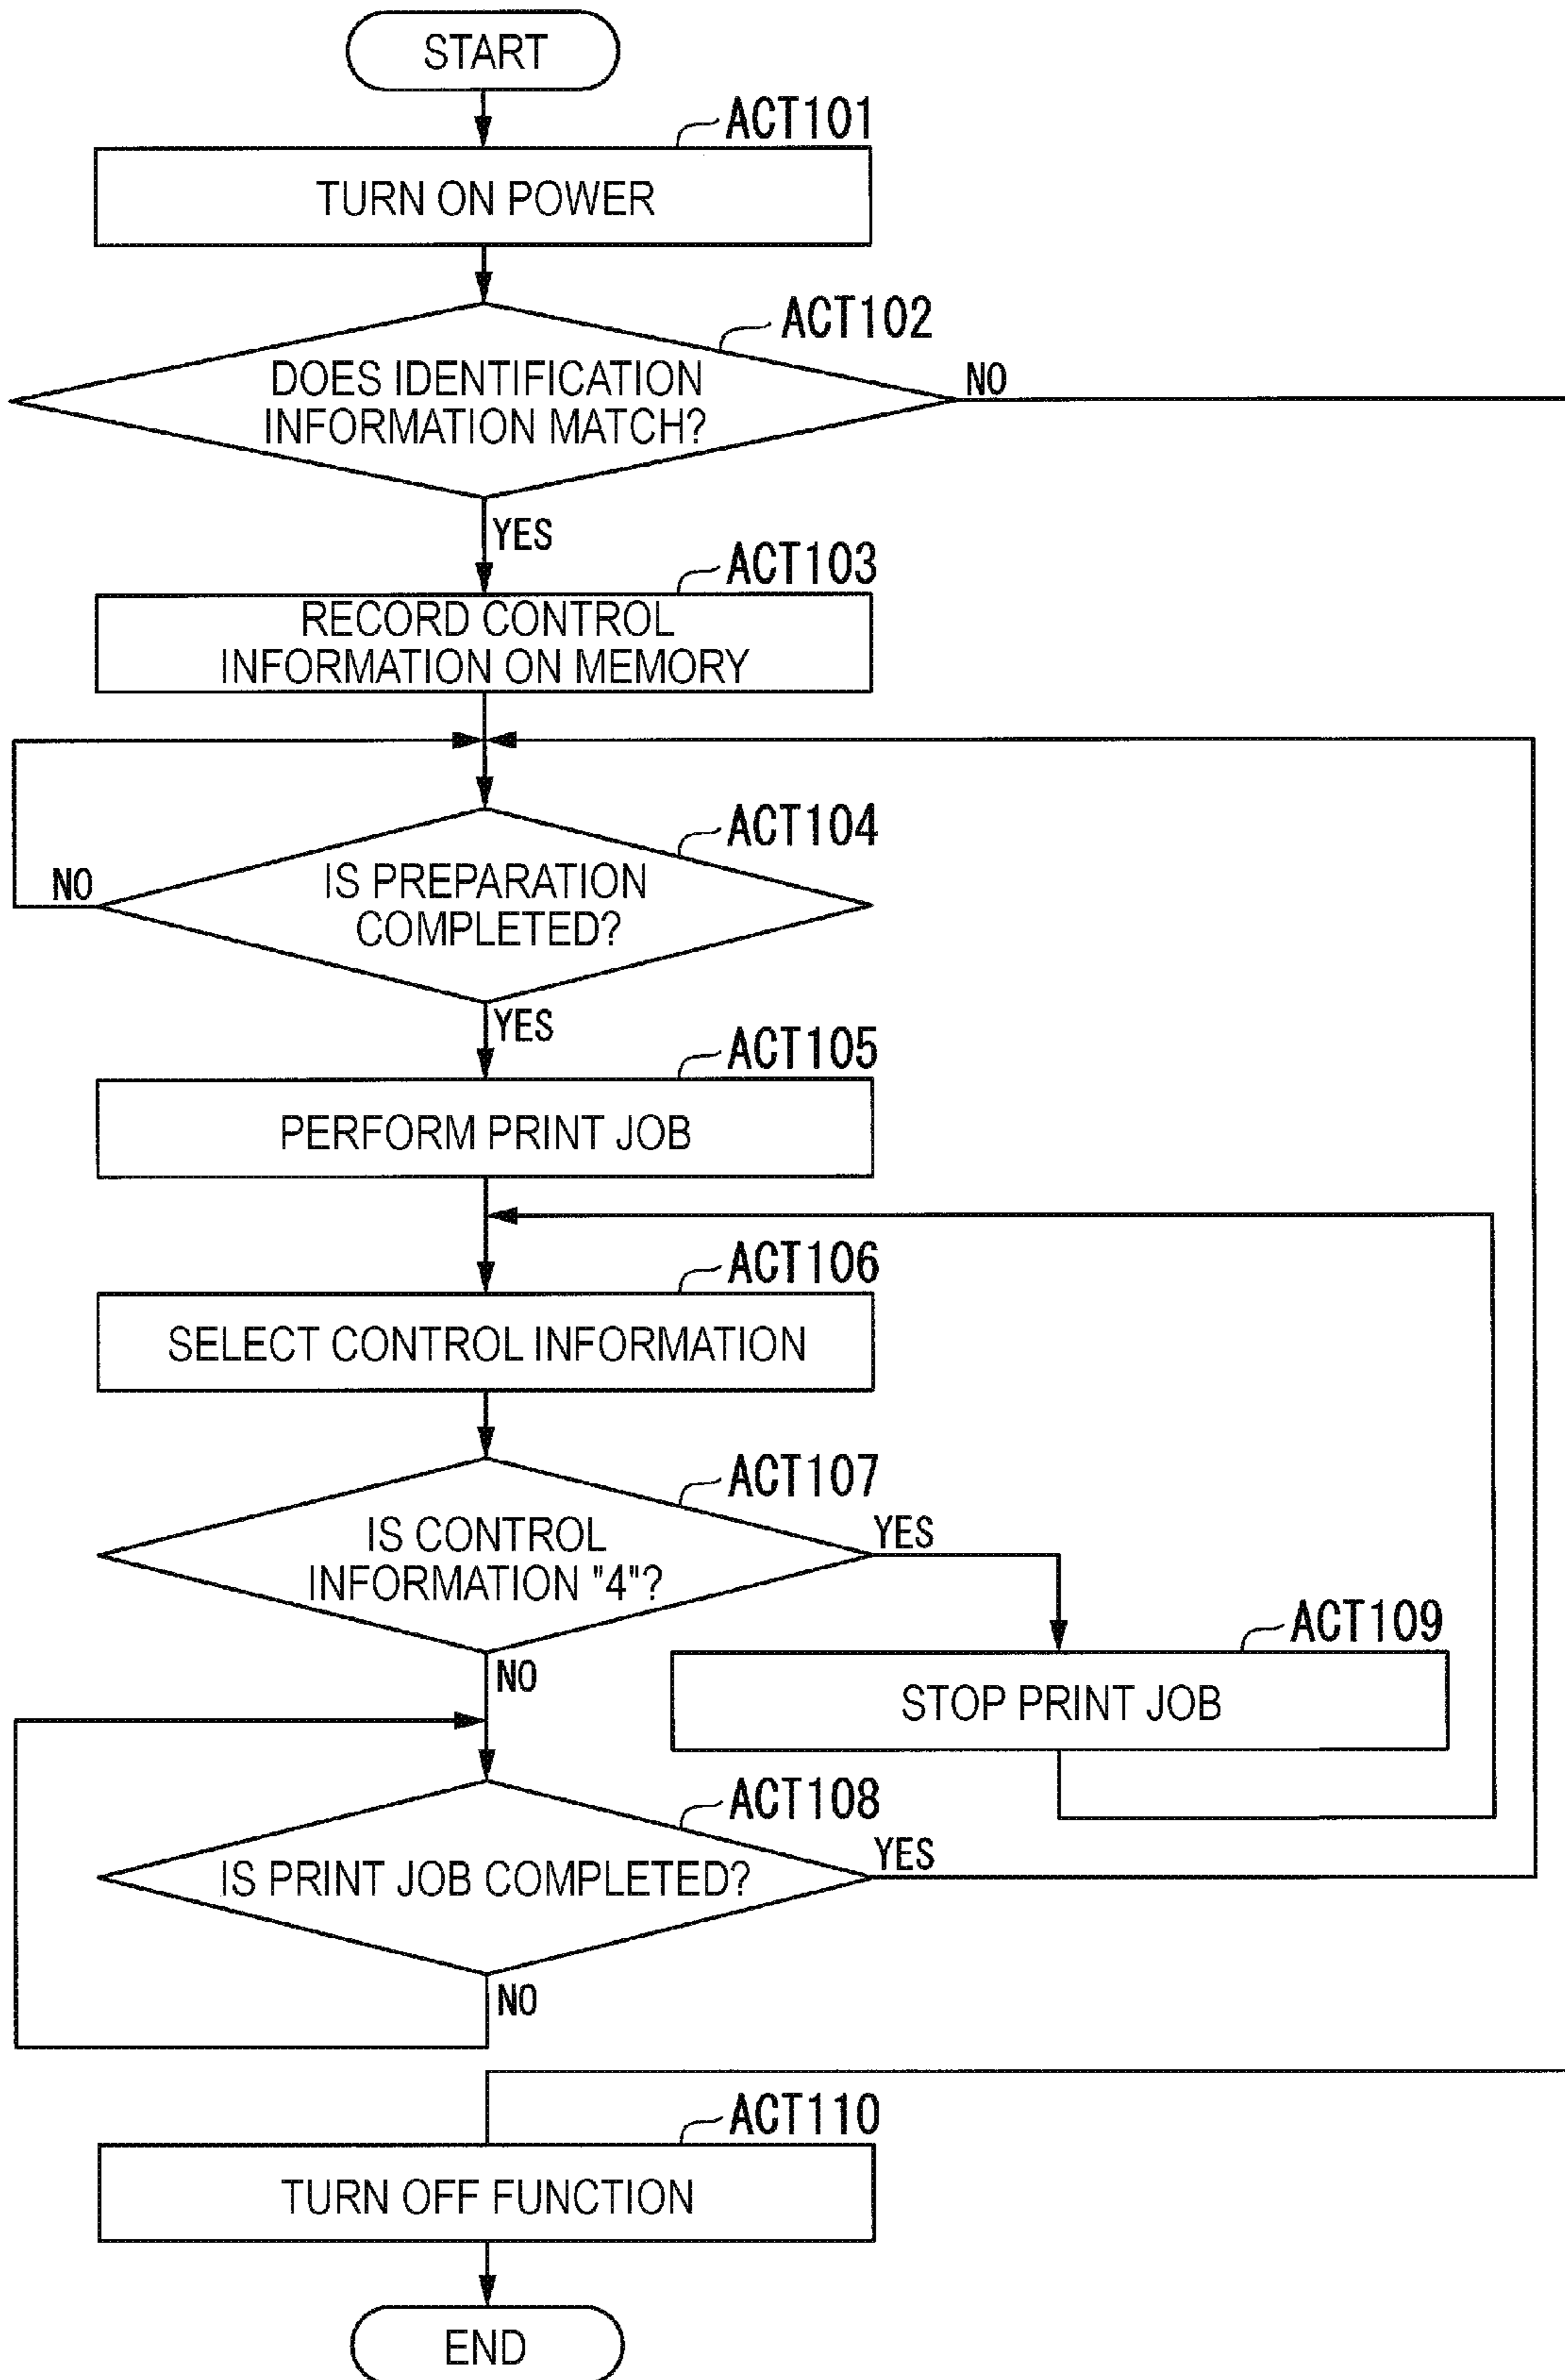 START
ACT101
TURN ON POWER
ACT102
DOES IDENTIFICATION
INFORMATION MATCH?
NO
YES
ACT103
RECORD CONTROL
INFORMATION ON MEMORY
ACT104
IS PREPARATION
COMPLETED?
NO
YES
ACT105
PERFORM PRINT JOB
ACT106
SELECT CONTROL INFORMATION
ACT107
IS CONTROL
INFORMATION "4"?
YES
NO
ACT109
STOP PRINT JOB
ACT108
IS PRINT JOB COMPLETED?
YES
NO
ACT110
TURN OFF FUNCTION
END